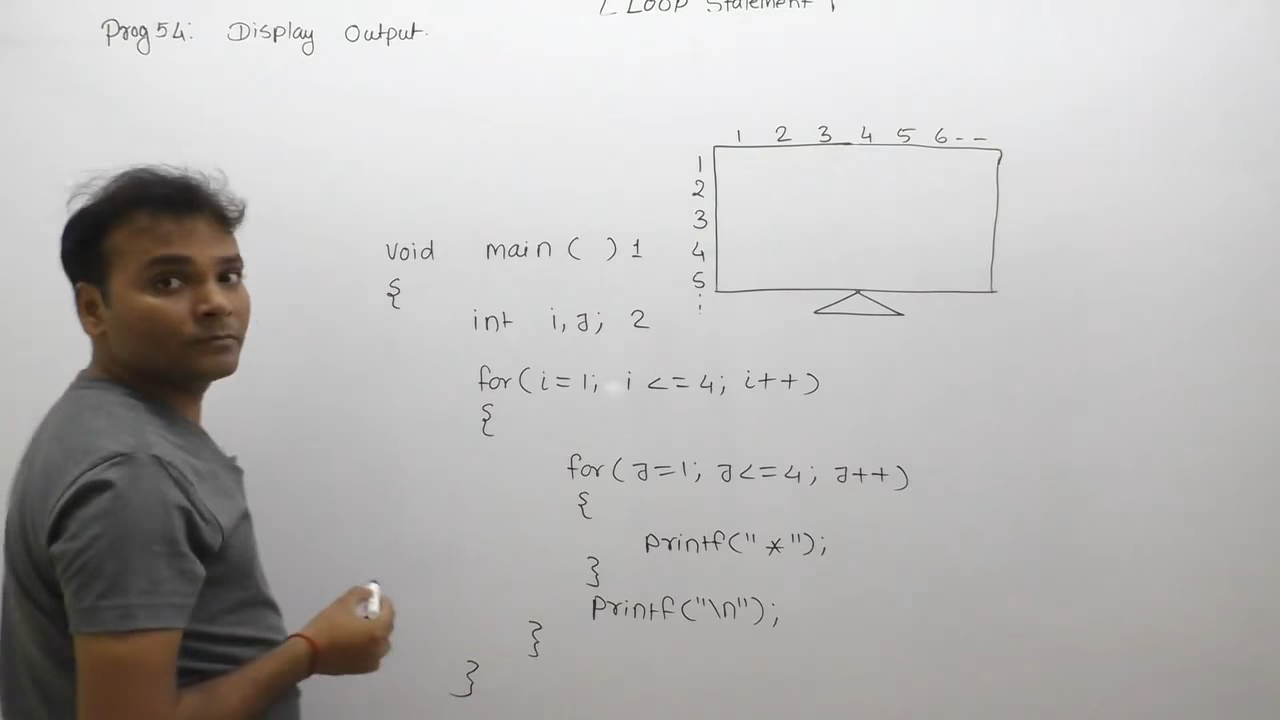 [ Loop Statement ]
Prog 54: Display Output.
1 2 3 4 5 6 - -
1
2
3
4
5
void main ( ) 1
{
int i, J; 2
for( i = 1; i <= 4; i++ )
{
for( J=1; J<=4; J++ )
{
printf(" * ");
}
printf("\n");
}
}